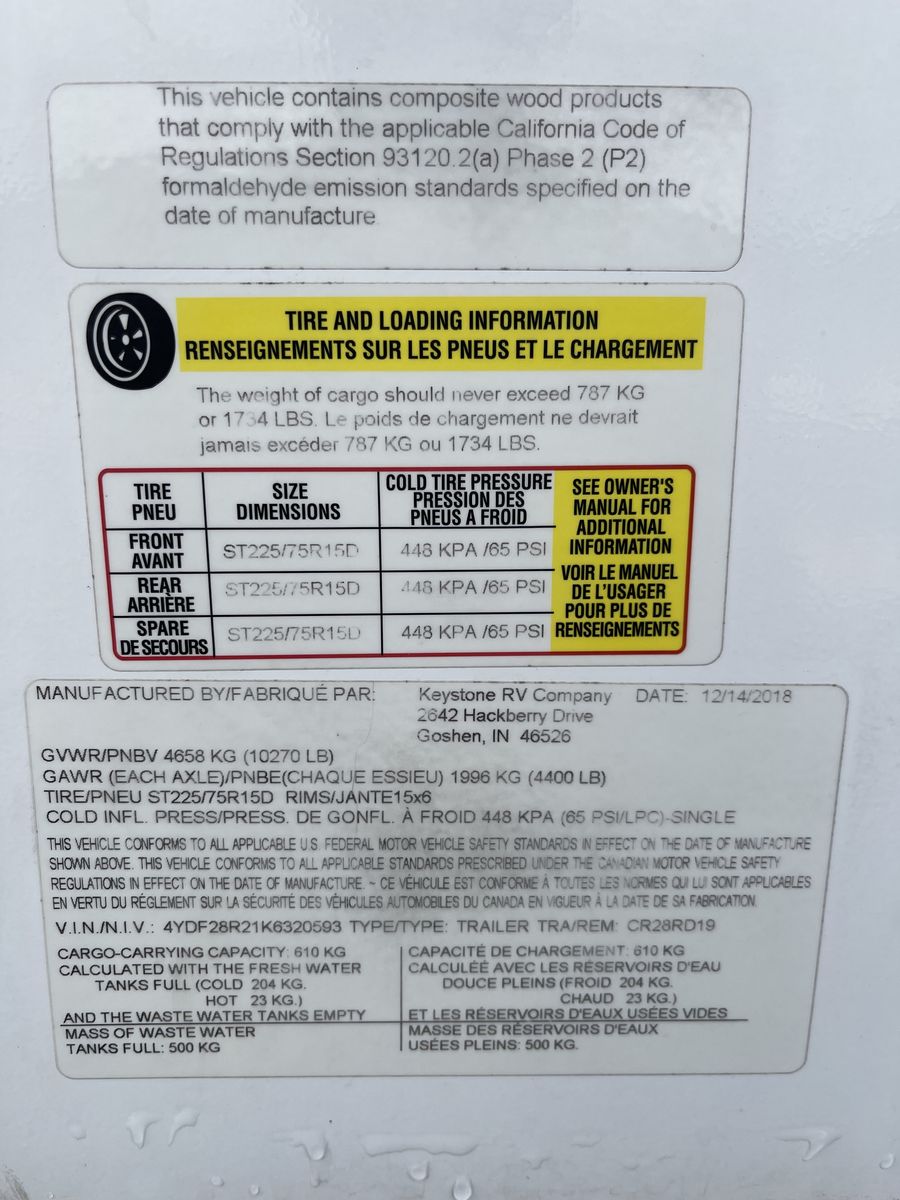 This vehicle contains composite wood products
that comply with the applicable California Code of
Regulations Section 93120.2(a) Phase 2 (P2)
formaldehyde emission standards specified on the
date of manufacture
TIRE AND LOADING INFORMATION
RENSEIGNEMENTS SUR LES PNEUS ET LE CHARGEMENT
The weight of cargo should never exceed 787 KG
or 1734 LBS. Le poids de chargement ne devrait
jamais excéder 787 KG ou 1734 LBS.
TIRE
PNEU
SIZE
DIMENSIONS
COLD TIRE PRESSURE
PRESSION DES
PNEUS A FROID
FRONT
AVANT
ST225/75R15D
448 KPA /65 PSI
REAR
ARRIÈRE
ST225/75R15D
448 KPA /65 PSI
SPARE
DE SECOURS
ST225/75R15D
448 KPA /65 PSI
SEE OWNER'S
MANUAL FOR
ADDITIONAL
INFORMATION
VOIR LE MANUEL
DE L'USAGER
POUR PLUS DE
RENSEIGNEMENTS
MANUFACTURED BY/FABRIQUÉ PAR: Keystone RV Company DATE: 12/14/2018
2642 Hackberry Drive
Goshen, IN 46526
GVWR/PNBV 4658 KG (10270 LB)
GAWR (EACH AXLE)/PNBE(CHAQUE ESSIEU) 1996 KG (4400 LB)
TIRE/PNEU ST225/75R15D RIMS/JANTE15x6
COLD INFL. PRESS/PRESS. DE GONFL. À FROID 448 KPA (65 PSI/LPC)-SINGLE
THIS VEHICLE CONFORMS TO ALL APPLICABLE U.S. FEDERAL MOTOR VEHICLE SAFETY STANDARDS IN EFFECT ON THE DATE OF MANUFACTURE
SHOWN ABOVE. THIS VEHICLE CONFORMS TO ALL APPLICABLE STANDARDS PRESCRIBED UNDER THE CANADIAN MOTOR VEHICLE SAFETY
REGULATIONS IN EFFECT ON THE DATE OF MANUFACTURE. ~ CE VÉHICULE EST CONFORME À TOUTES LES NORMES QUI LUI SONT APPLICABLES
EN VERTU DU RÉGLEMENT SUR LA SÉCURITÉ DES VÉHICULES AUTOMOBILES DU CANADA EN VIGUEUR À LA DATE DE SA FABRICATION.
V.I.N./N.I.V.: 4YDF28R21K6320593 TYPE/TYPE: TRAILER TRA/REM: CR28RD19
CARGO-CARRYING CAPACITY: 610 KG
CALCULATED WITH THE FRESH WATER
TANKS FULL (COLD 204 KG.
HOT 23 KG.)
AND THE WASTE WATER TANKS EMPTY
MASS OF WASTE WATER
TANKS FULL: 500 KG
CAPACITÉ DE CHARGEMENT: 610 KG
CALCULÉE AVEC LES RÉSERVOIRS D'EAU
DOUCE PLEINS (FROID 204 KG.
CHAUD 23 KG.)
ET LES RÉSERVOIRS D'EAUX USÉES VIDES
MASSE DES RÉSERVOIRS D'EAUX
USÉES PLEINS: 500 KG.